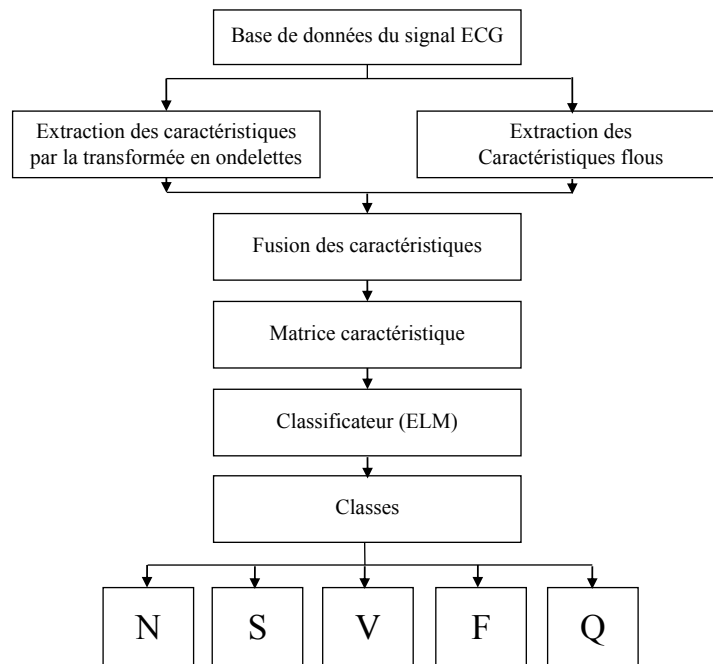 Base de données du signal ECG
Extraction des caractéristiques
par la transformée en ondelettes
Extraction des
Caractéristiques flous
Fusion des caractéristiques
Matrice caractéristique
Classificateur (ELM)
Classes
N
S
V
F
Q